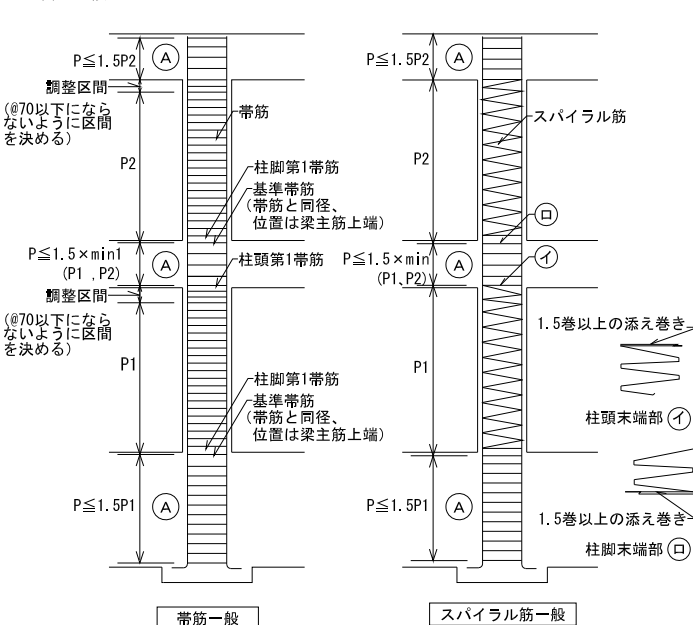 P≦1.5P2
A
調整区間
(@70以下になら
ないように区間
を決める)
P2
帯筋
柱脚第1帯筋
基準帯筋
(帯筋と同径、
位置は梁主筋上端)
P≦1.5×min1
(P1 ,P2)
A
柱頭第1帯筋
調整区間
(@70以下になら
ないように区間
を決める)
P1
柱脚第1帯筋
基準帯筋
(帯筋と同径、
位置は梁主筋上端)
P≦1.5P1
A
帯筋一般
P≦1.5P2
A
スパイラル筋
P2
ロ
P≦1.5×min
(P1、P2)
A
イ
P1
P≦1.5P1
A
スパイラル筋一般
1.5巻以上の添え巻き
柱頭末端部 イ
1.5巻以上の添え巻き
柱脚末端部 ロ